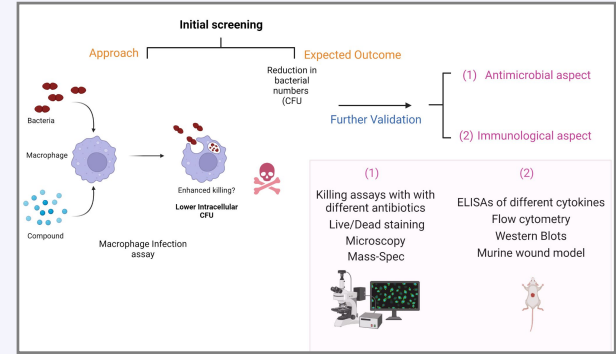 Initial screening
Approach
Expected Outcome
Reduction in
bacterial
numbers
(CFU
Bacteria
Macrophage
Compound
Enhanced killing?
Lower Intracellular
CFU
Macrophage Infection
assay
Further Validation
(1) Antimicrobial aspect
(2) Immunological aspect
(1)
Killing assays with with
different antibiotics
Live/Dead staining
Microscopy
Mass-Spec
(2)
ELISAs of different cytokines
Flow cytometry
Western Blots
Murine wound model